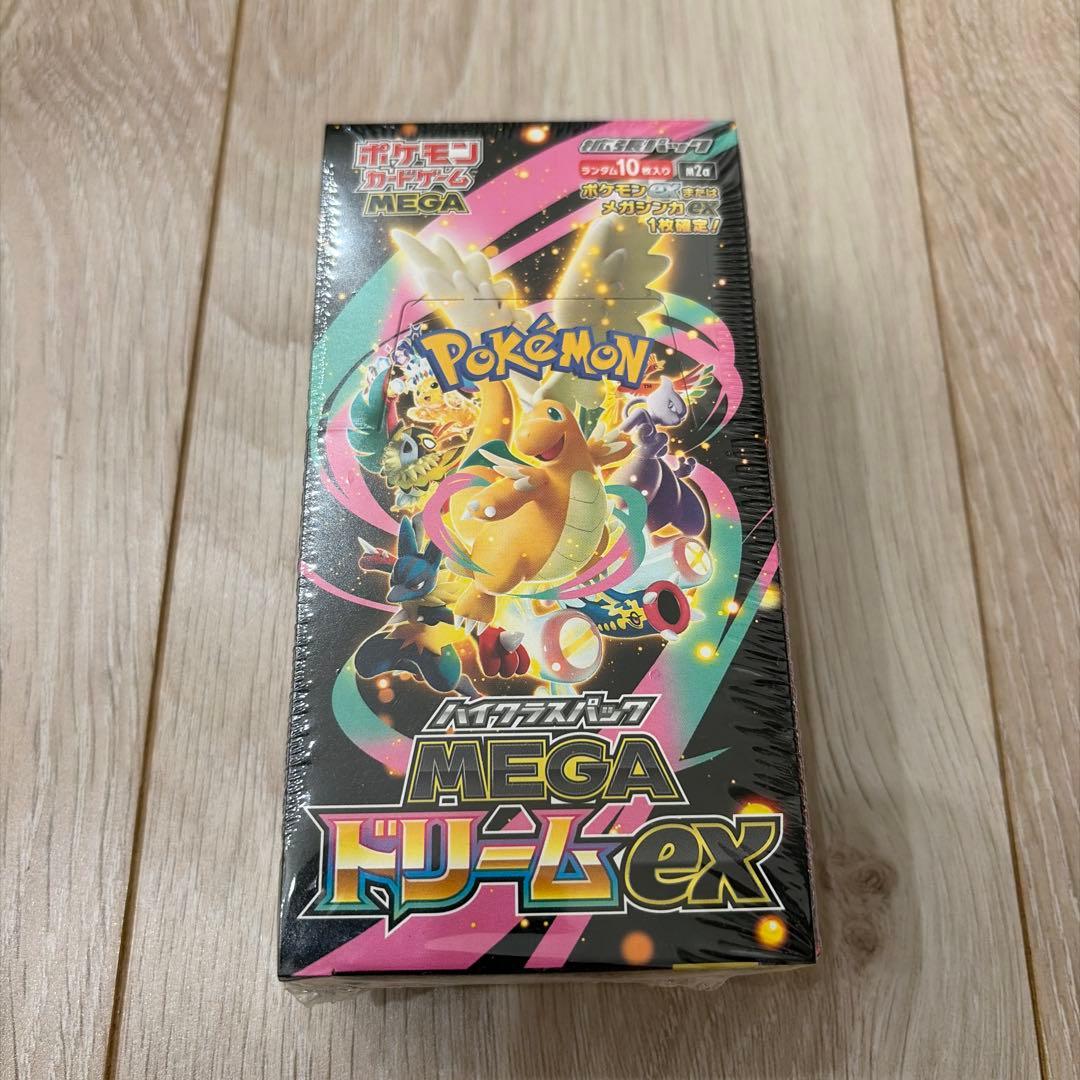 ポケモン
カードゲーム
MEGA
拡張パック
ランダム10枚入り M2a
ポケモンexまたは
メガシンカex
1枚確定!
POKéMON
TM
ハイクラスパック
MEGA
ドリームex